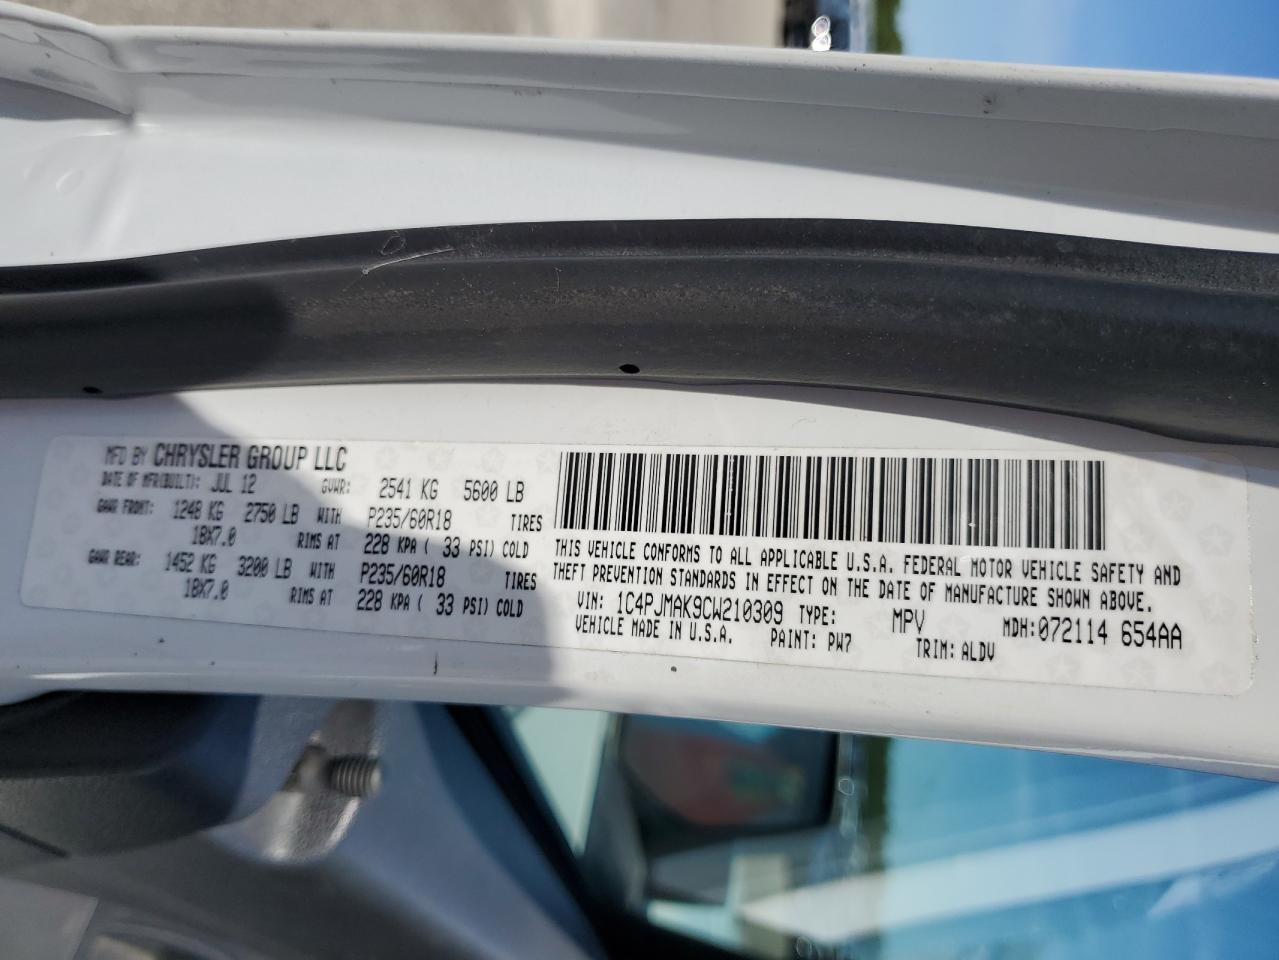 MFD BY CHRYSLER GROUP LLC
DATE OF MFR(BUILT): JUL 12 GVWR: 2541 KG 5600 LB
GAWR FRONT: 1248 KG 2750 LB WITH P235/60R18 TIRES
18X7.0 RIMS AT 228 KPA ( 33 PSI) COLD
GAWR REAR: 1452 KG 3200 LB WITH P235/60R18 TIRES
18X7.0 RIMS AT 228 KPA ( 33 PSI) COLD
THIS VEHICLE CONFORMS TO ALL APPLICABLE U.S.A. FEDERAL MOTOR VEHICLE SAFETY AND
THEFT PREVENTION STANDARDS IN EFFECT ON THE DATE OF MANUFACTURE SHOWN ABOVE.
VIN: 1C4PJMAK9CW210309 TYPE: MPV MDH:072114 654AA
VEHICLE MADE IN U.S.A. PAINT: PW7 TRIM: ALDV